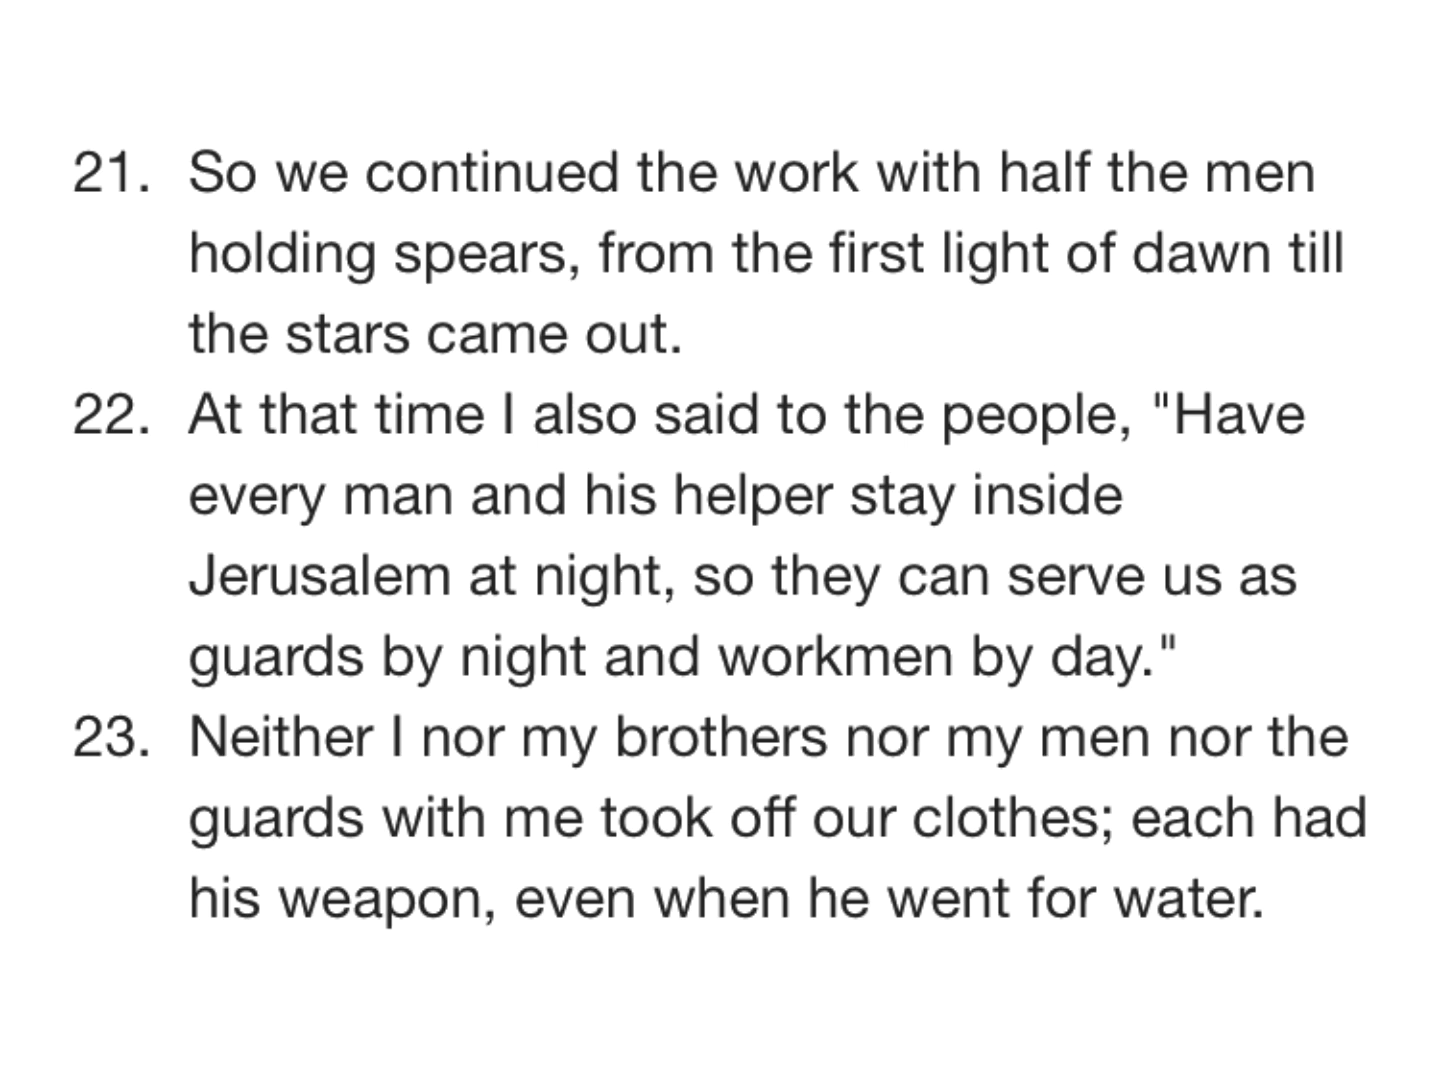 21. So we continued the work with half the men
holding spears, from the first light of dawn till
the stars came out.
22. At that time I also said to the people, "Have
every man and his helper stay inside
Jerusalem at night, so they can serve us as
guards by night and workmen by day."
23. Neither I nor my brothers nor my men nor the
guards with me took off our clothes; each had
his weapon, even when he went for water.